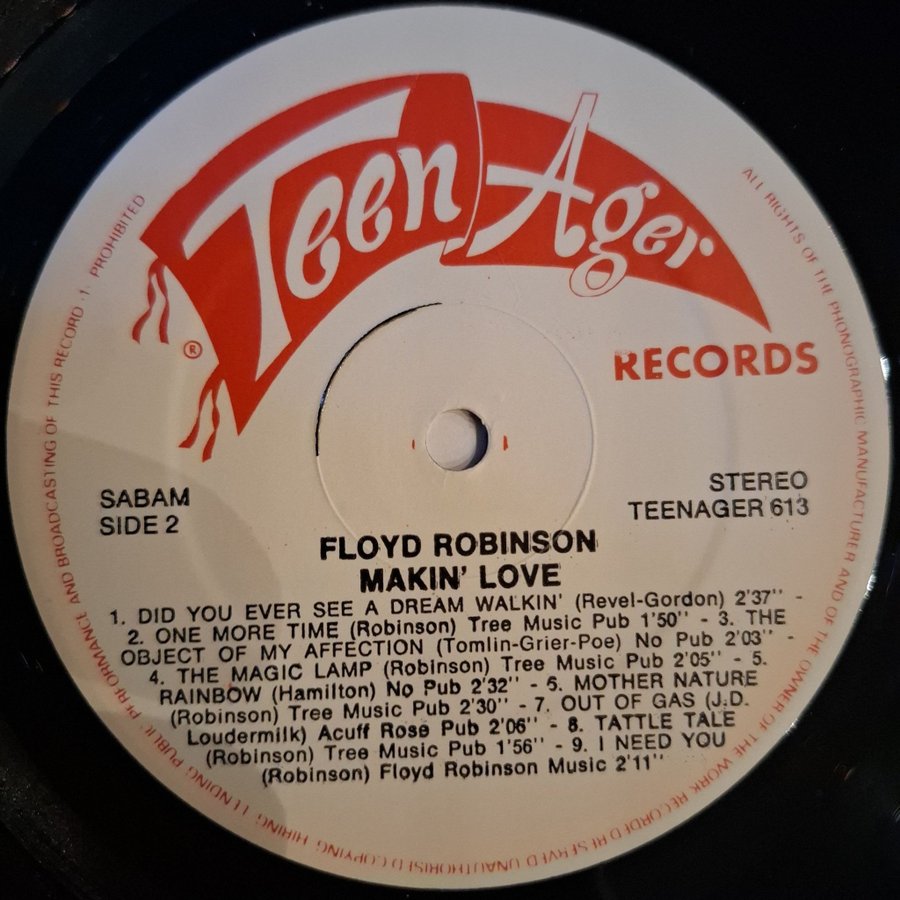 Teen Ager
®
RECORDS
SABAM
SIDE 2
STEREO
TEENAGER 613
FLOYD ROBINSON
MAKIN' LOVE
1. DID YOU EVER SEE A DREAM WALKIN' (Revel-Gordon) 2'37'' -
2. ONE MORE TIME (Robinson) Tree Music Pub 1'50'' - 3. THE
OBJECT OF MY AFFECTION (Tomlin-Grier-Poe) No Pub 2'03'' -
4. THE MAGIC LAMP (Robinson) Tree Music Pub 2'05'' - 5.
RAINBOW (Hamilton) No Pub 2'32'' - 6. MOTHER NATURE
(Robinson) Tree Music Pub 2'30'' - 7. OUT OF GAS (J.D.
Loudermilk) Acuff Rose Pub 2'06'' - 8. TATTLE TALE
(Robinson) Tree Music Pub 1'56'' - 9. I NEED YOU
(Robinson) Floyd Robinson Music 2'11''
ALL RIGHTS OF THE PHONOGRAPHIC MANUFACTURER AND OF THE OWNER OF THE WORK RECORDED RESERVED UNAUTHORISED COPYING HIRING LENDING PUBLIC PERFORMANCE AND BROADCASTING OF THIS RECORD PROHIBITED